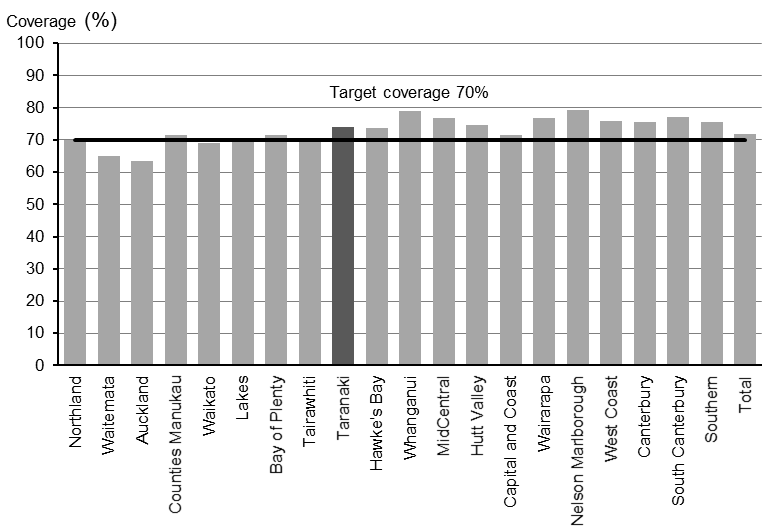 Coverage (%)
100
90
Target coverage 70%
80
70
60
50
40
30
20
10
0
Northland
Waitemata
Auckland
Counties Manukau
Waikato
Lakes
Bay of Plenty
Tairawhiti
Taranaki
Hawke's Bay
Whanganui
MidCentral
Hutt Valley
Capital and Coast
Wairarapa
Nelson Marlborough
West Coast
Canterbury
South Canterbury
Southern
Total